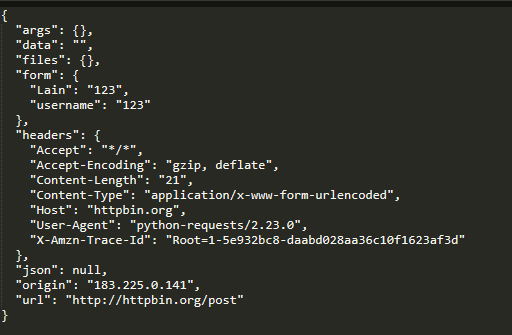 {
  "args": {},
  "data": "",
  "files": {},
  "form": {
    "Lain": "123",
    "username": "123"
  },
  "headers": {
    "Accept": "*/*",
    "Accept-Encoding": "gzip, deflate",
    "Content-Length": "21",
    "Content-Type": "application/x-www-form-urlencoded",
    "Host": "httpbin.org",
    "User-Agent": "python-requests/2.23.0",
    "X-Amzn-Trace-Id": "Root=1-5e932bc8-daabd028aa36c10f1623af3d"
  },
  "json": null,
  "origin": "183.225.0.141",
  "url": "http://httpbin.org/post"
}